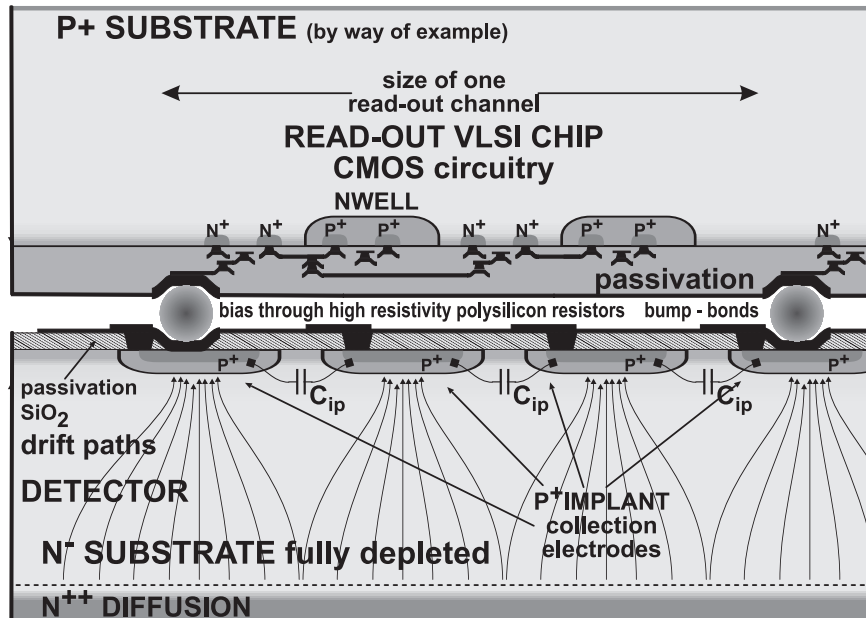 P+ SUBSTRATE (by way of example)
size of one
read-out channel
READ-OUT VLSI CHIP
CMOS circuitry
NWELL
N+ N+ P+ P+ N+ N+ P+ P+ N+
passivation
bias through high resistivity polysilicon resistors bump - bonds
P+ P+ P+ P+
passivation
SiO2
Cip Cip Cip
drift paths
DETECTOR
P+ IMPLANT
collection
electrodes
N- SUBSTRATE fully depleted
N++ DIFFUSION